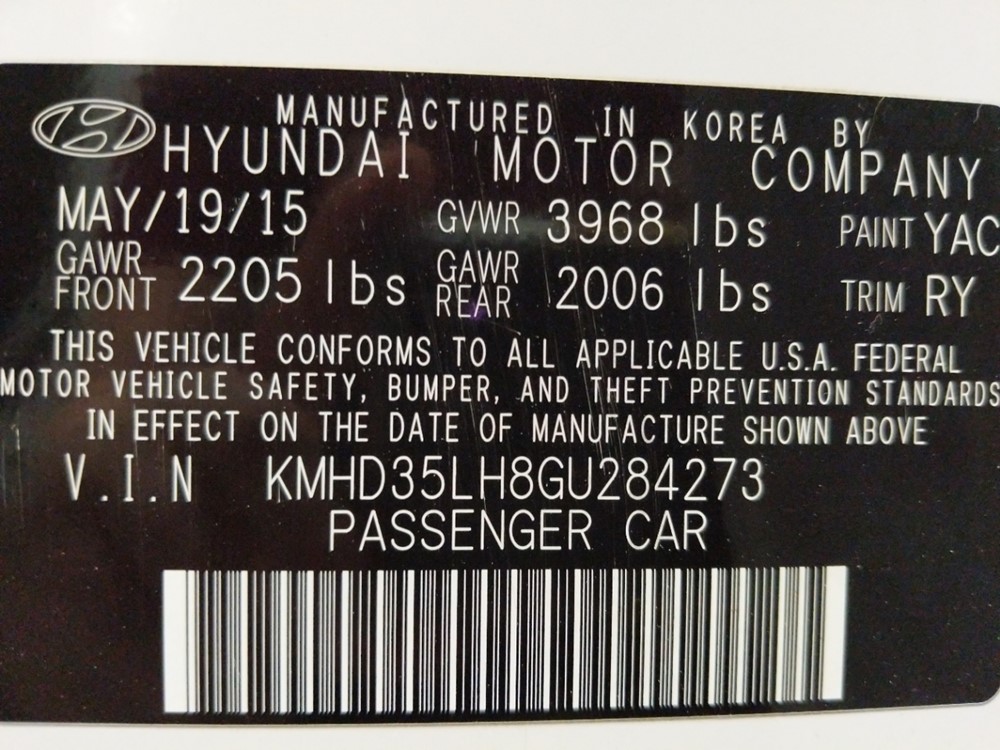 MANUFACTURED IN KOREA BY
HYUNDAI MOTOR COMPANY
MAY/19/15 GVWR 3968 lbs PAINT YAC
GAWR FRONT 2205 lbs GAWR REAR 2006 lbs TRIM RY
THIS VEHICLE CONFORMS TO ALL APPLICABLE U.S.A. FEDERAL
MOTOR VEHICLE SAFETY, BUMPER, AND THEFT PREVENTION STANDARDS
IN EFFECT ON THE DATE OF MANUFACTURE SHOWN ABOVE
V.I.N KMHD35LH8GU284273
PASSENGER CAR